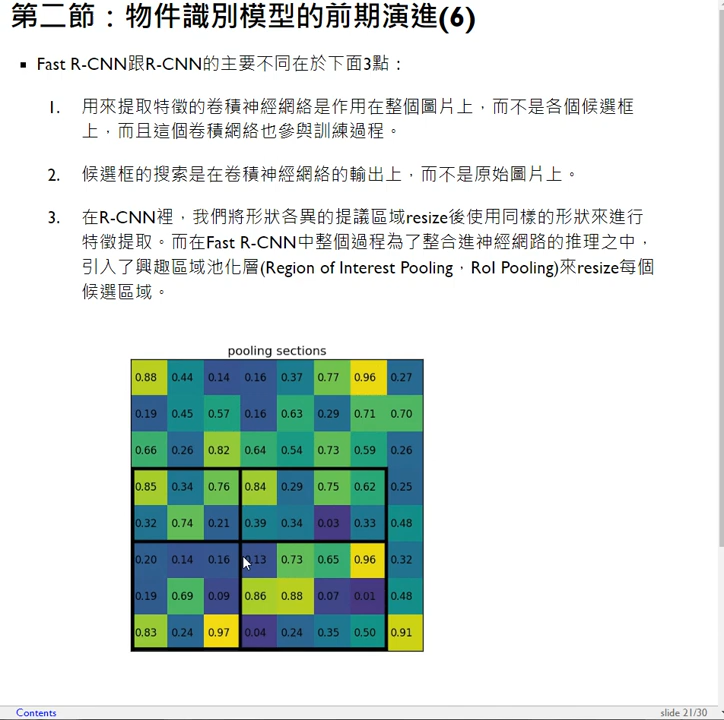 第二節：物件識別模型的前期演進(6)
Fast R-CNN跟R-CNN的主要不同在於下面3點：
1. 用來提取特徵的卷積神經網絡是作用在整個圖片上，而不是各個候選框
上，而且這個卷積網絡也參與訓練過程。
2. 候選框的搜索是在卷積神經網絡的輸出上，而不是原始圖片上。
3. 在R-CNN裡，我們將形狀各異的提議區域resize後使用同樣的形狀來進行
特徵提取。而在Fast R-CNN中整個過程為了整合進神經網路的推理之中，
引入了興趣區域池化層(Region of Interest Pooling，RoI Pooling)來resize每個
候選區域。
pooling sections
0.88 0.44 0.14 0.16 0.37 0.77 0.96 0.27
0.19 0.45 0.57 0.16 0.63 0.29 0.71 0.70
0.66 0.26 0.82 0.64 0.54 0.73 0.59 0.26
0.85 0.34 0.76 0.84 0.29 0.75 0.62 0.25
0.32 0.74 0.21 0.39 0.34 0.03 0.33 0.48
0.20 0.14 0.16 0.13 0.73 0.65 0.96 0.32
0.19 0.69 0.09 0.86 0.88 0.07 0.01 0.48
0.83 0.24 0.97 0.04 0.24 0.35 0.50 0.91
Contents
slide 21/30